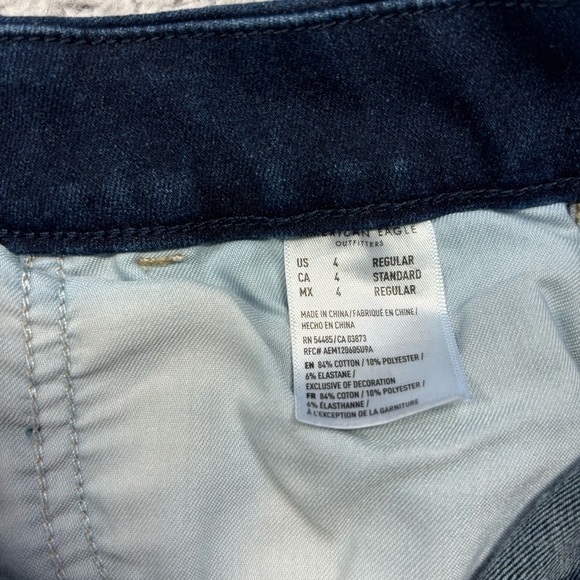 AMERICAN EAGLE
OUTFITTERS
US 4 REGULAR
CA 4 STANDARD
MX 4 REGULAR
MADE IN CHINA/FABRIQUÉ EN CHINE/
HECHO EN CHINA
RN 54485/CA 03873
RFC# AEM120605U9A
EN 84% COTTON/10% POLYESTER/
6% ELASTANE/
EXCLUSIVE OF DECORATION
FR 84% COTON/10% POLYESTER/
6% ÉLASTHANNE/
À L'EXCEPTION DE LA GARNITURE